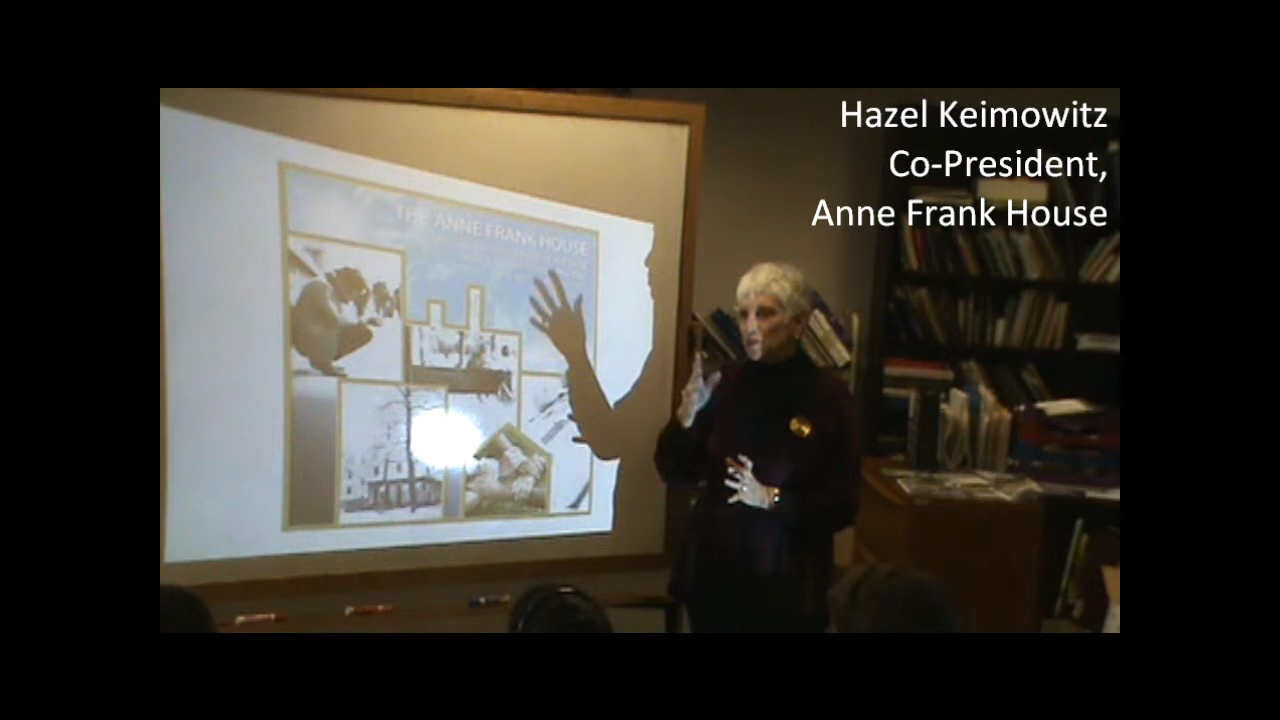 Hazel Keimowitz
Co-President,
Anne Frank House
THE ANNE FRANK HOUSE